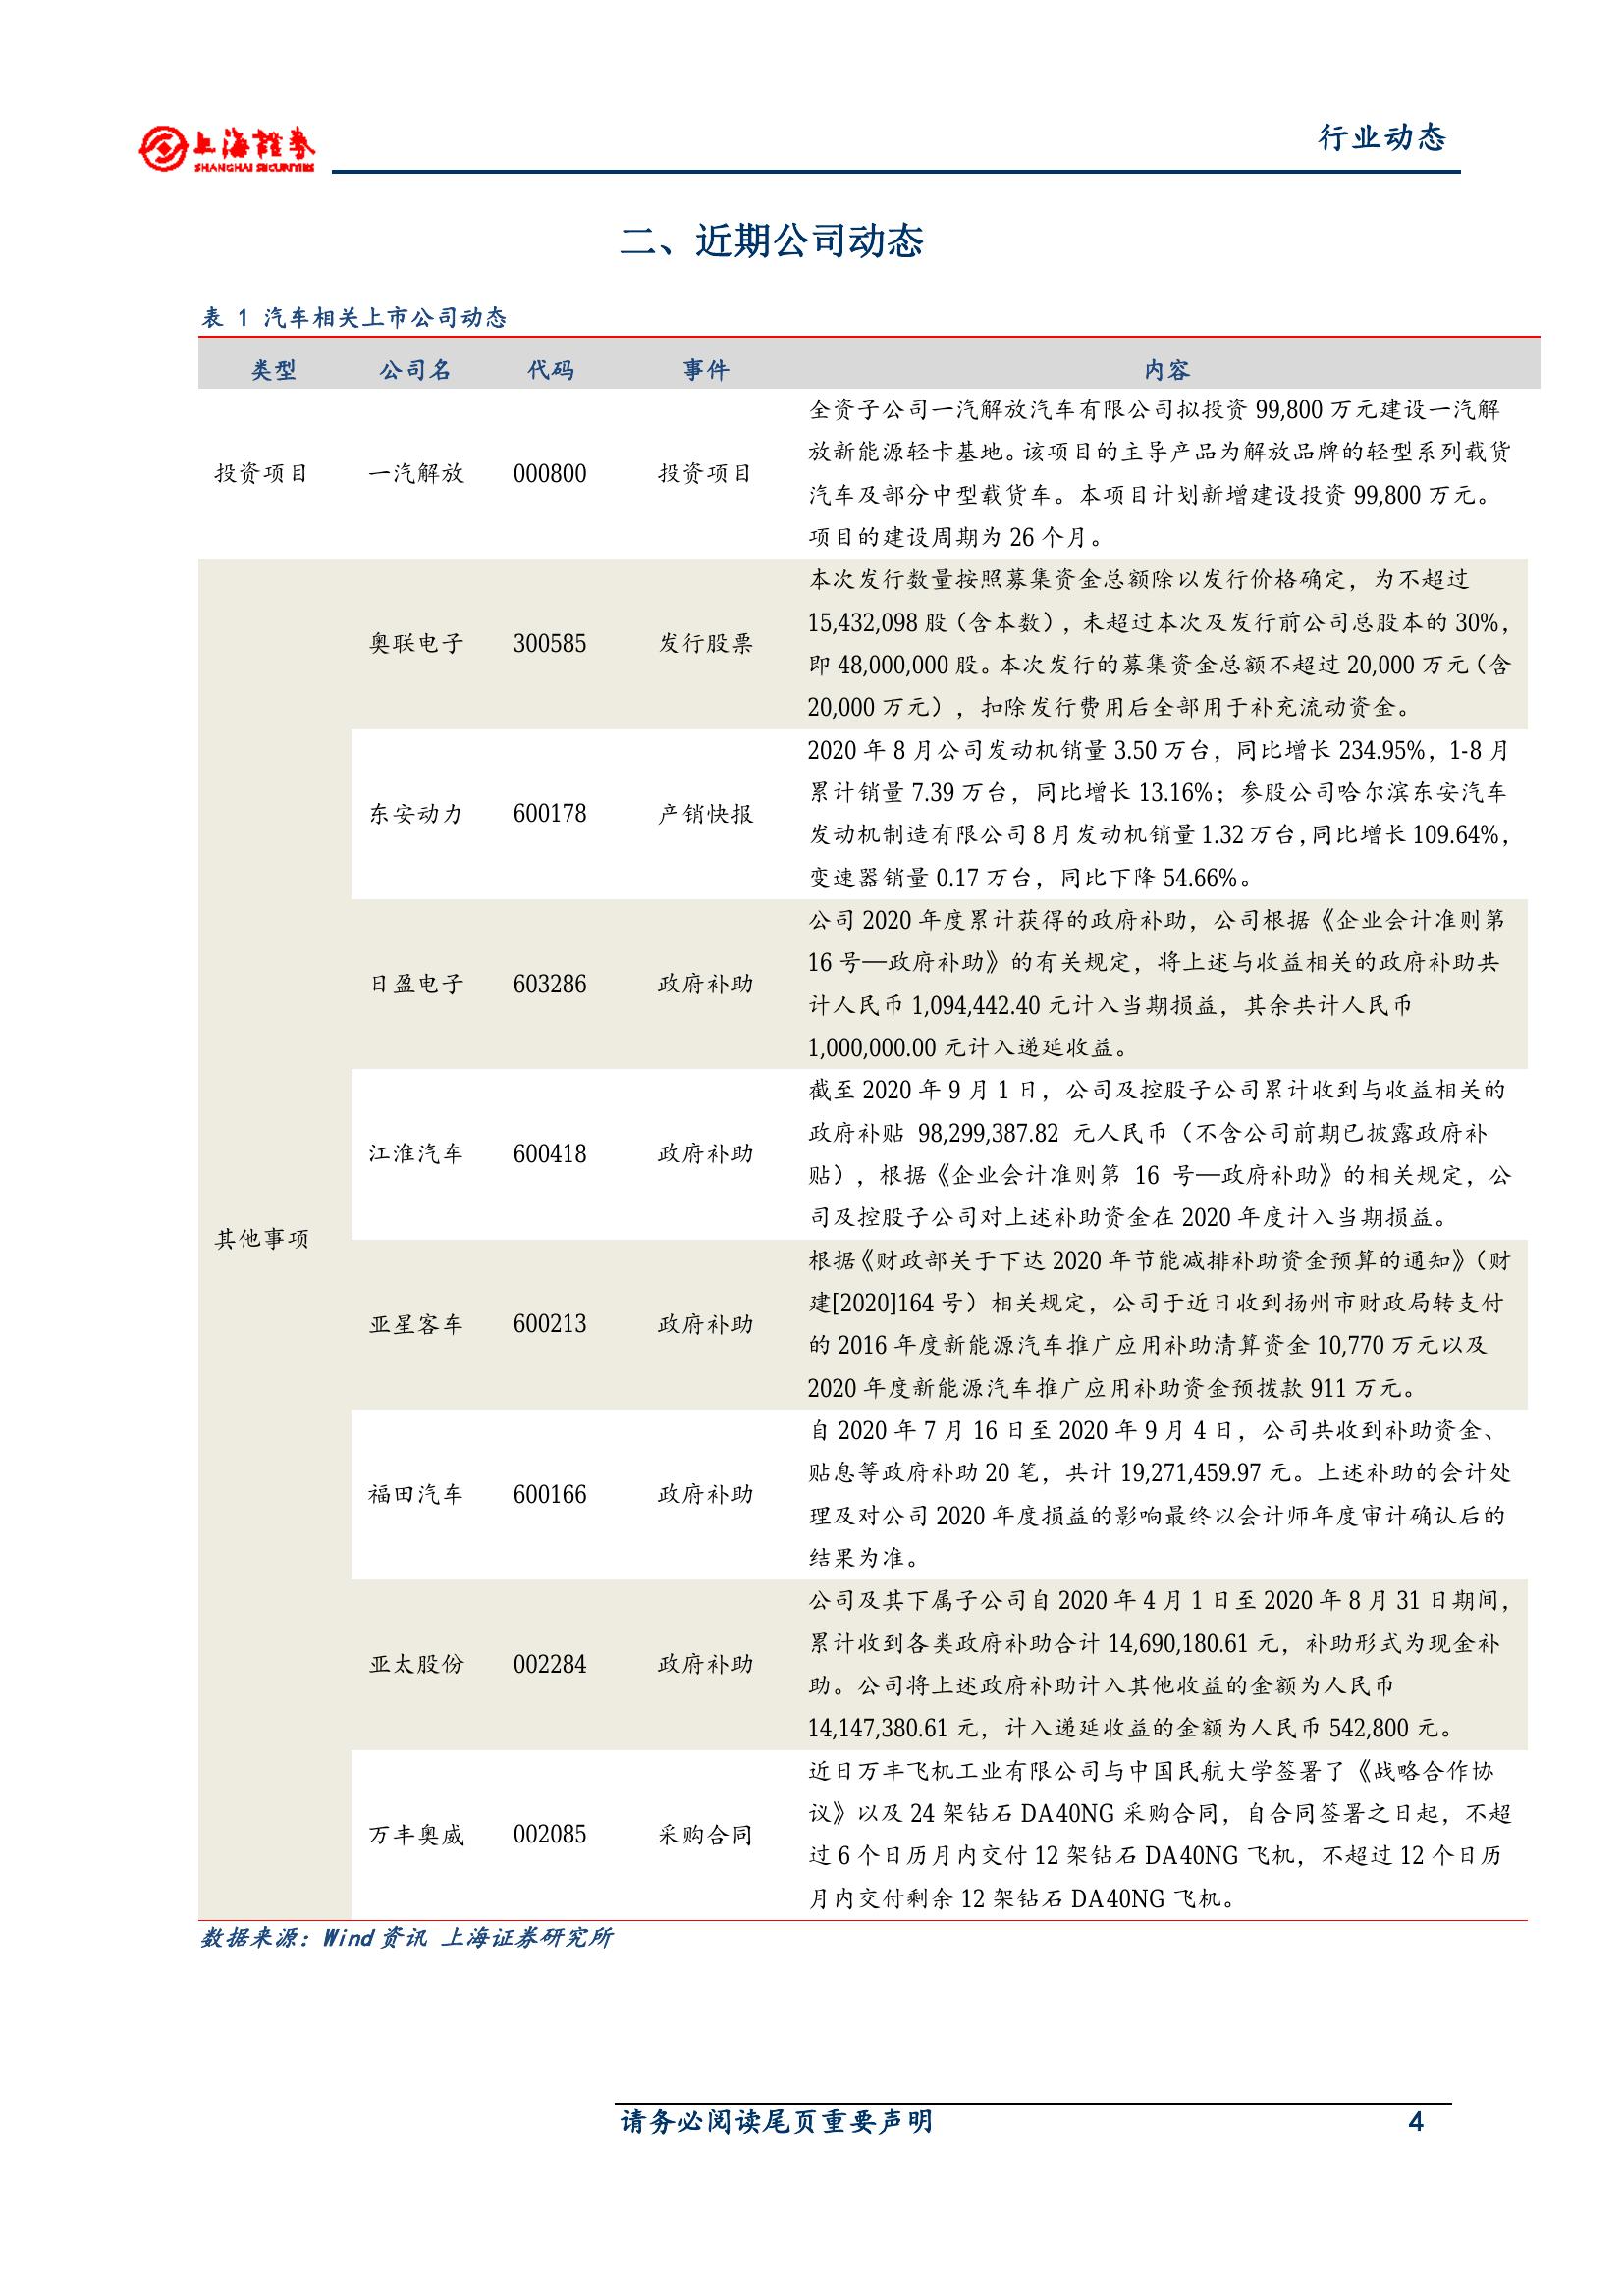 上海證券
SHANGHAI SECURITIES
行业动态
二、近期公司动态
表 1 汽车相关上市公司动态
类型 公司名 代码 事件 内容
投资项目 一汽解放 000800 投资项目
全资子公司一汽解放汽车有限公司拟投资 99,800 万元建设一汽解
放新能源轻卡基地。该项目的主导产品为解放品牌的轻型系列载货
汽车及部分中型载货车。本项目计划新增建设投资 99,800 万元。
项目的建设周期为 26 个月。
其他事项
奥联电子 300585 发行股票
本次发行数量按照募集资金总额除以发行价格确定，为不超过
15,432,098 股（含本数），未超过本次及发行前公司总股本的 30%，
即 48,000,000 股。本次发行的募集资金总额不超过 20,000 万元（含
20,000 万元），扣除发行费用后全部用于补充流动资金。
东安动力 600178 产销快报
2020 年 8 月公司发动机销量 3.50 万台，同比增长 234.95%，1-8 月
累计销量 7.39 万台，同比增长 13.16%；参股公司哈尔滨东安汽车
发动机制造有限公司 8 月发动机销量 1.32 万台，同比增长 109.64%，
变速器销量 0.17 万台，同比下降 54.66%。
日盈电子 603286 政府补助
公司 2020 年度累计获得的政府补助，公司根据《企业会计准则第
16 号—政府补助》的有关规定，将上述与收益相关的政府补助共
计人民币 1,094,442.40 元计入当期损益，其余共计人民币
1,000,000.00 元计入递延收益。
江淮汽车 600418 政府补助
截至 2020 年 9 月 1 日，公司及控股子公司累计收到与收益相关的
政府补贴 98,299,387.82 元人民币（不含公司前期已披露政府补
贴），根据《企业会计准则第 16 号—政府补助》的相关规定，公
司及控股子公司对上述补助资金在 2020 年度计入当期损益。
亚星客车 600213 政府补助
根据《财政部关于下达 2020 年节能减排补助资金预算的通知》（财
建[2020]164 号）相关规定，公司于近日收到扬州市财政局转支付
的 2016 年度新能源汽车推广应用补助清算资金 10,770 万元以及
2020 年度新能源汽车推广应用补助资金预拨款 911 万元。
福田汽车 600166 政府补助
自 2020 年 7 月 16 日至 2020 年 9 月 4 日，公司共收到补助资金、
贴息等政府补助 20 笔，共计 19,271,459.97 元。上述补助的会计处
理及对公司 2020 年度损益的影响最终以会计师年度审计确认后的
结果为准。
亚太股份 002284 政府补助
公司及其下属子公司自 2020 年 4 月 1 日至 2020 年 8 月 31 日期间，
累计收到各类政府补助合计 14,690,180.61 元，补助形式为现金补
助。公司将上述政府补助计入其他收益的金额为人民币
14,147,380.61 元，计入递延收益的金额为人民币 542,800 元。
万丰奥威 002085 采购合同
近日万丰飞机工业有限公司与中国民航大学签署了《战略合作协
议》以及 24 架钻石 DA40NG 采购合同，自合同签署之日起，不超
过 6 个日历月内交付 12 架钻石 DA40NG 飞机，不超过 12 个日历
月内交付剩余 12 架钻石 DA40NG 飞机。
数据来源：Wind 资讯 上海证券研究所
请务必阅读尾页重要声明 4